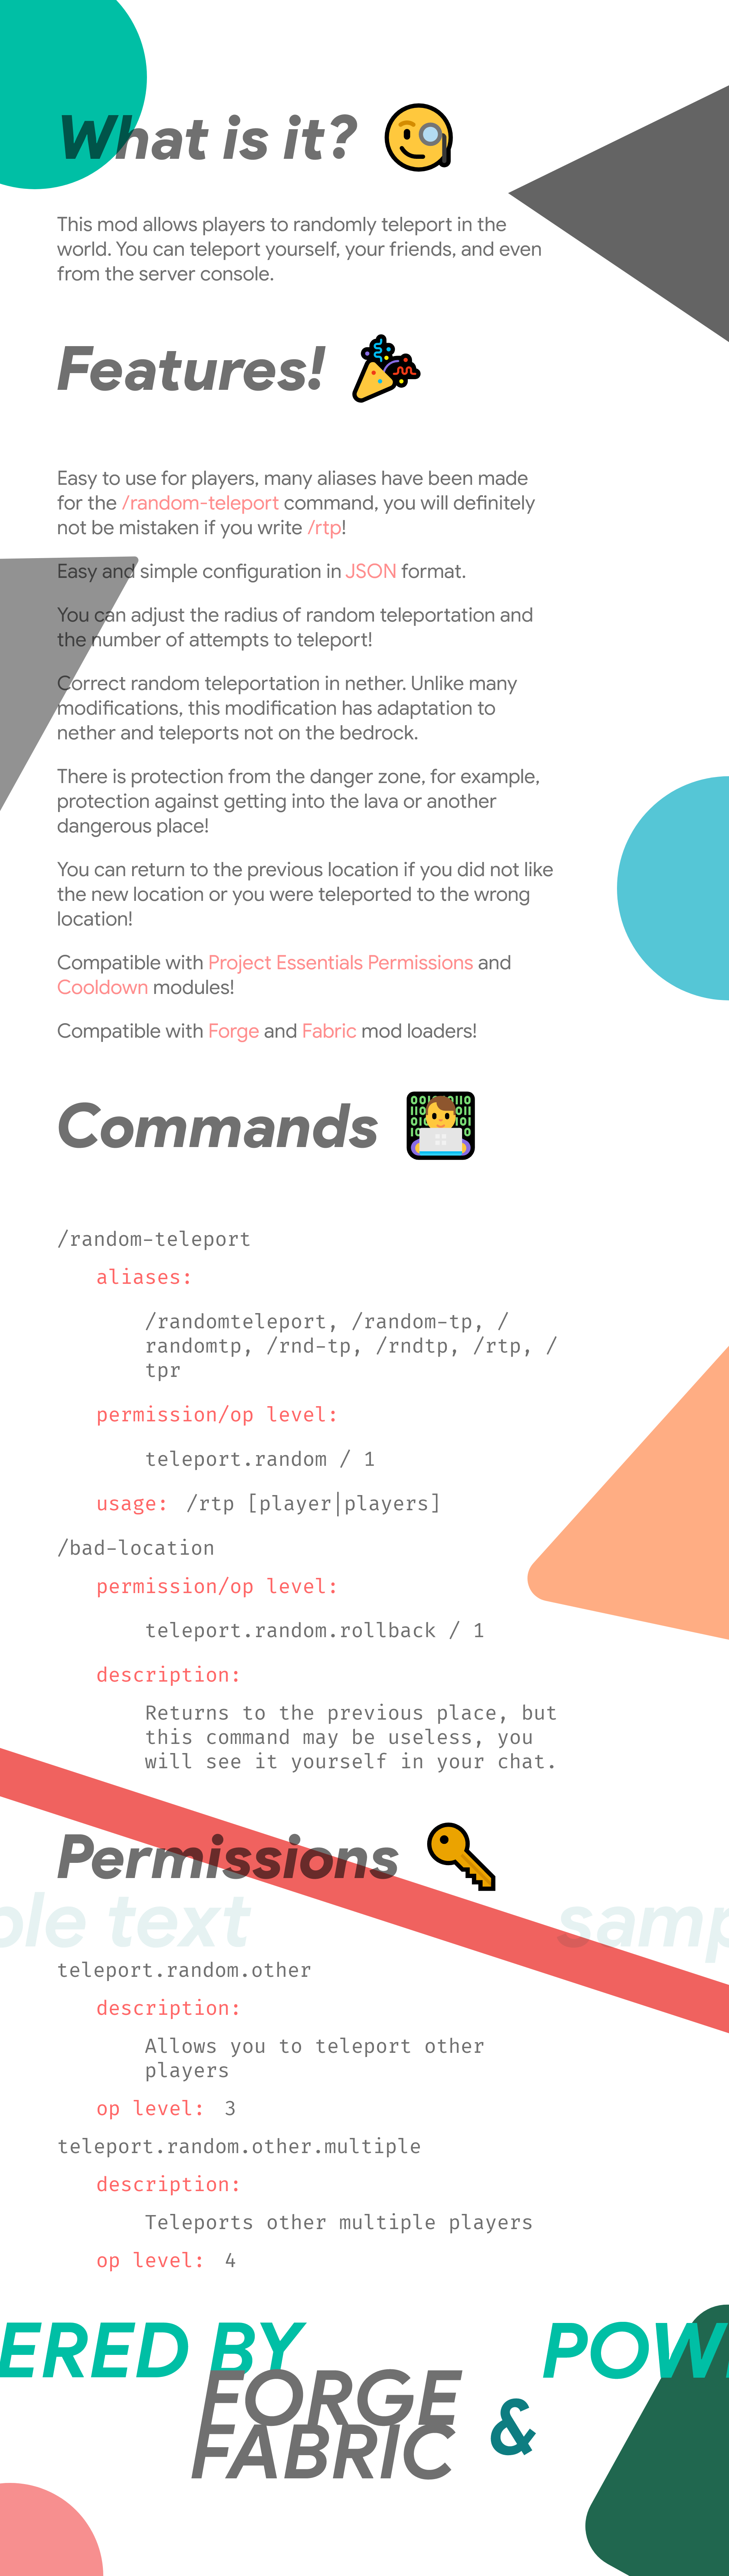 What is it?
This mod allows players to randomly teleport in the
world. You can teleport yourself, your friends, and even
from the server console.
Features!
Easy to use for players, many aliases have been made
for the /random-teleport command, you will definitely
not be mistaken if you write /rtp!
Easy and simple configuration in JSON format.
You can adjust the radius of random teleportation and
the number of attempts to teleport!
Correct random teleportation in nether. Unlike many
modifications, this modification has adaptation to
nether and teleports not on the bedrock.
There is protection from the danger zone, for example,
protection against getting into the lava or another
dangerous place!
You can return to the previous location if you did not like
the new location or you were teleported to the wrong
location!
Compatible with Project Essentials Permissions and
Cooldown modules!
Compatible with Forge and Fabric mod loaders!
Commands
/random-teleport
aliases:
/randomteleport, /random-tp, /
randomtp, /rnd-tp, /rndtp, /rtp, /
tpr
permission/op level:
teleport.random / 1
usage: /rtp [player|players]
/bad-location
permission/op level:
teleport.random.rollback / 1
description:
Returns to the previous place, but
this command may be useless, you
will see it yourself in your chat.
Permissions
ple text samp
teleport.random.other
description:
Allows you to teleport other
players
op level: 3
teleport.random.other.multiple
description:
Teleports other multiple players
op level: 4
ERED BY POW
FORGE
FABRIC &